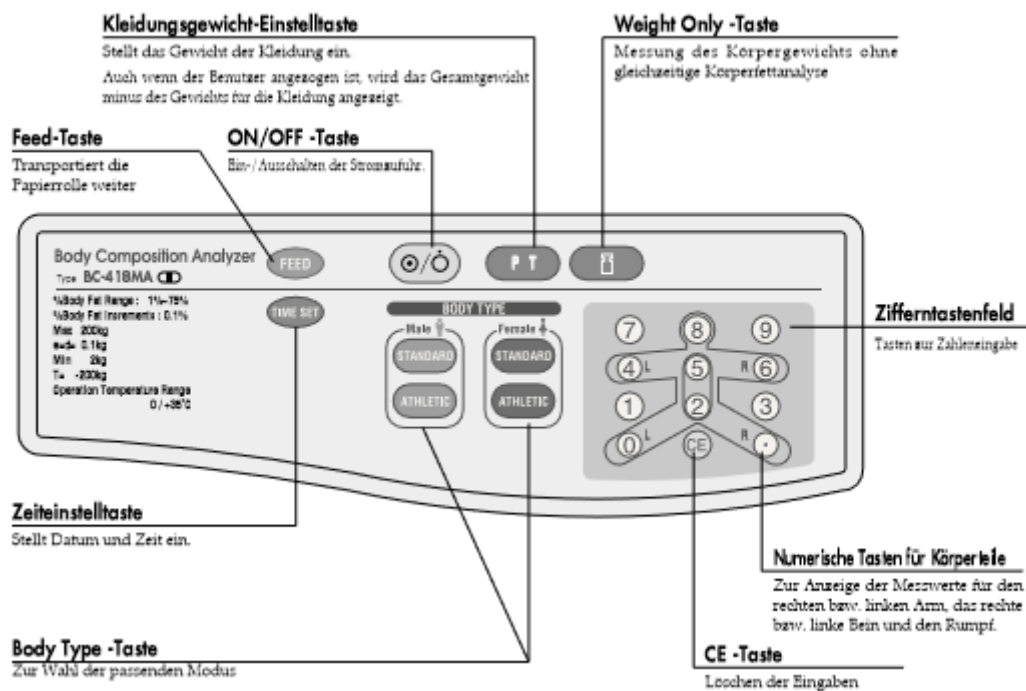 Kleidungsgewicht-Einstelltaste
Stellt das Gewicht der Kleidung ein.
Auch wenn der Benutzer angezogen ist, wird das Gesamtgewicht
minus des Gewichts für die Kleidung angezeigt.
Weight Only -Taste
Messung des Körpergewichts ohne
gleichzeitige Körperfettanalyse
Feed-Taste
Transportiert die
Papierrolle weiter
ON/OFF -Taste
Ein-/Ausschalten der Stromzufuhr.
Body Composition Analyzer
Type BC-418MA
%Body Fat Range : 1%~75%
%Body Fat Increments : 0.1%
Max 200kg
e=d= 0.1kg
Min 2kg
T= -200kg
Operation Temperature Range
0 / +35°C
FEED
P T
TIME SET
BODY TYPE
Male
Female
STANDARD
STANDARD
ATHLETIC
ATHLETIC
7 8 9
4 L 5 R 6
1 2 3
0 L CE R ·
Zifferntastenfeld
Tasten zur Zahleneingabe
Zeiteinstelltaste
Stellt Datum und Zeit ein.
Numerische Tasten für Körperteile
Zur Anzeige der Messwerte für den
rechten bzw. linken Arm, das rechte
bzw. linke Bein und den Rumpf.
Body Type -Taste
Zur Wahl der passenden Modus
CE -Taste
Löschen der Eingaben